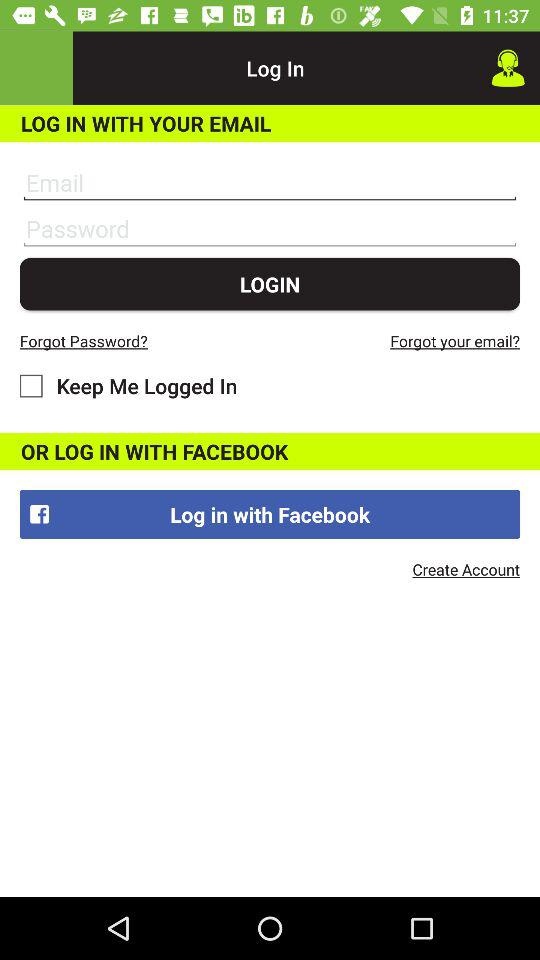 11:37
Log In
LOG IN WITH YOUR EMAIL
Email
Password
LOGIN
Forgot Password? Forgot your email?
Keep Me Logged In
OR LOG IN WITH FACEBOOK
Log in with Facebook
Create Account